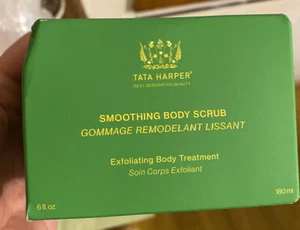 TATA HARPER®
NEXT GENERATION BEAUTY
SMOOTHING BODY SCRUB
GOMMAGE REMODELANT LISSANT
Exfoliating Body Treatment
Soin Corps Exfoliant
6 fl. oz
180 ml